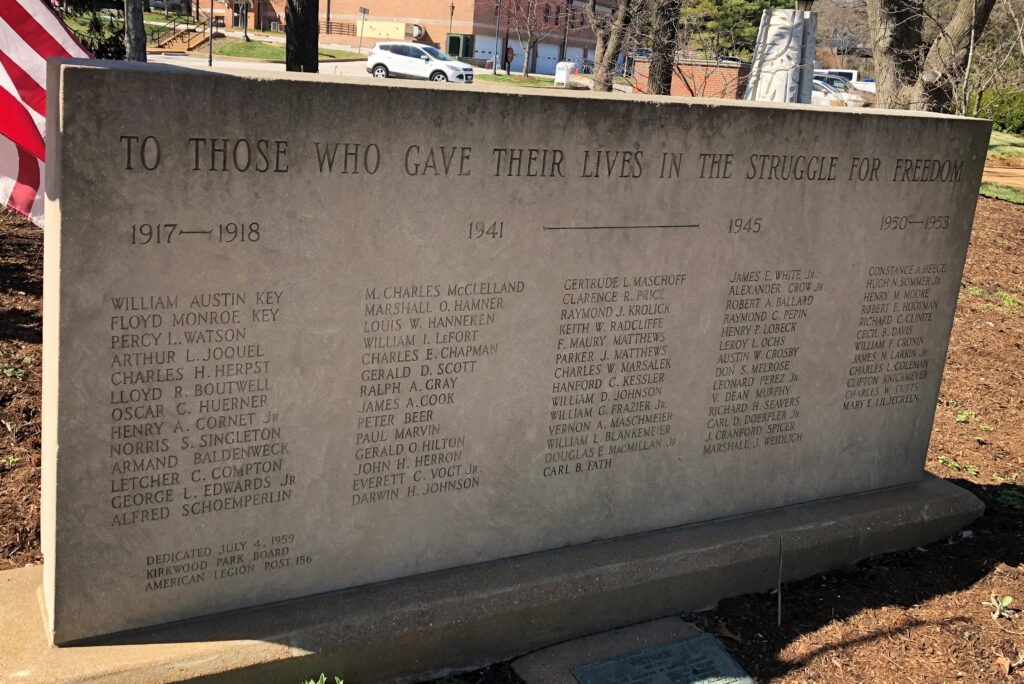 TO THOSE WHO GAVE THEIR LIVES IN THE STRUGGLE FOR FREEDOM
1917—1918
WILLIAM AUSTIN KEY
FLOYD MONROE KEY
PERCY L. WATSON
ARTHUR L. JOQUEL
CHARLES H. HERPST
LLOYD R. BOUTWELL
OSCAR C. HUERNER
HENRY A. CORNET JR
NORRIS S. SINGLETON
ARMAND BALDENWECK
LETCHER C. COMPTON
GEORGE L. EDWARDS JR
ALFRED SCHOEMPERLIN
DEDICATED JULY 4, 1959
KIRKWOOD PARK BOARD
AMERICAN LEGION POST 156
1941 — 1945
M. CHARLES McCLELLAND
MARSHALL O. HAMNER
LOUIS W. HANNEKEN
WILLIAM I. LeFORT
CHARLES E. CHAPMAN
GERALD D. SCOTT
RALPH A. GRAY
JAMES A. COOK
PETER BEER
PAUL MARVIN
GERALD O. HILTON
JOHN H. HERRON
EVERETT C. VOGT JR.
DARWIN H. JOHNSON
GERTRUDE L. MASCHOFF
CLARENCE R. PRICE
RAYMOND J. KROLICK
KEITH W. RADCLIFFE
F. MAURY MATTHEWS
PARKER J. MATTHEWS
CHARLES W. MARSALEK
HANFORD C. KESSLER
WILLIAM D. JOHNSON
WILLIAM G. FRAZIER JR.
VERNON A. MASCHMEIER
WILLIAM L. BLANKEMEIER
DOUGLAS E. MacMILLAN JR
CARL B. FATH
JAMES E. WHITE JR.
ALEXANDER CROW JR
ROBERT A. BALLARD
RAYMOND C. PEPIN
HENRY P. LOBECK
LEROY L. OCHS
AUSTIN W. CROSBY
DON S. MELROSE
LEONARD PEREZ JR
V. DEAN MURPHY
RICHARD H. SEAVERS
CARL D. DOERFLER JR
J. CRANFORD SPICER
MARSHALL J. WEIDLICH
1950—1953
CONSTANCE A. HEEGE
HUGH N. SOMMER JR
HENRY M. MOORE
ROBERT E. HOOTMAN
RICHARD C. CLINITE
CECIL B. DAVIS
WILLIAM F. CRONIN
JAMES N. LARKIN JR
CHARLES L. COLEMAN
CLIFTON KNICKMEYER
CHARLES W. CUTTS
MARY E. LILJEGREEN